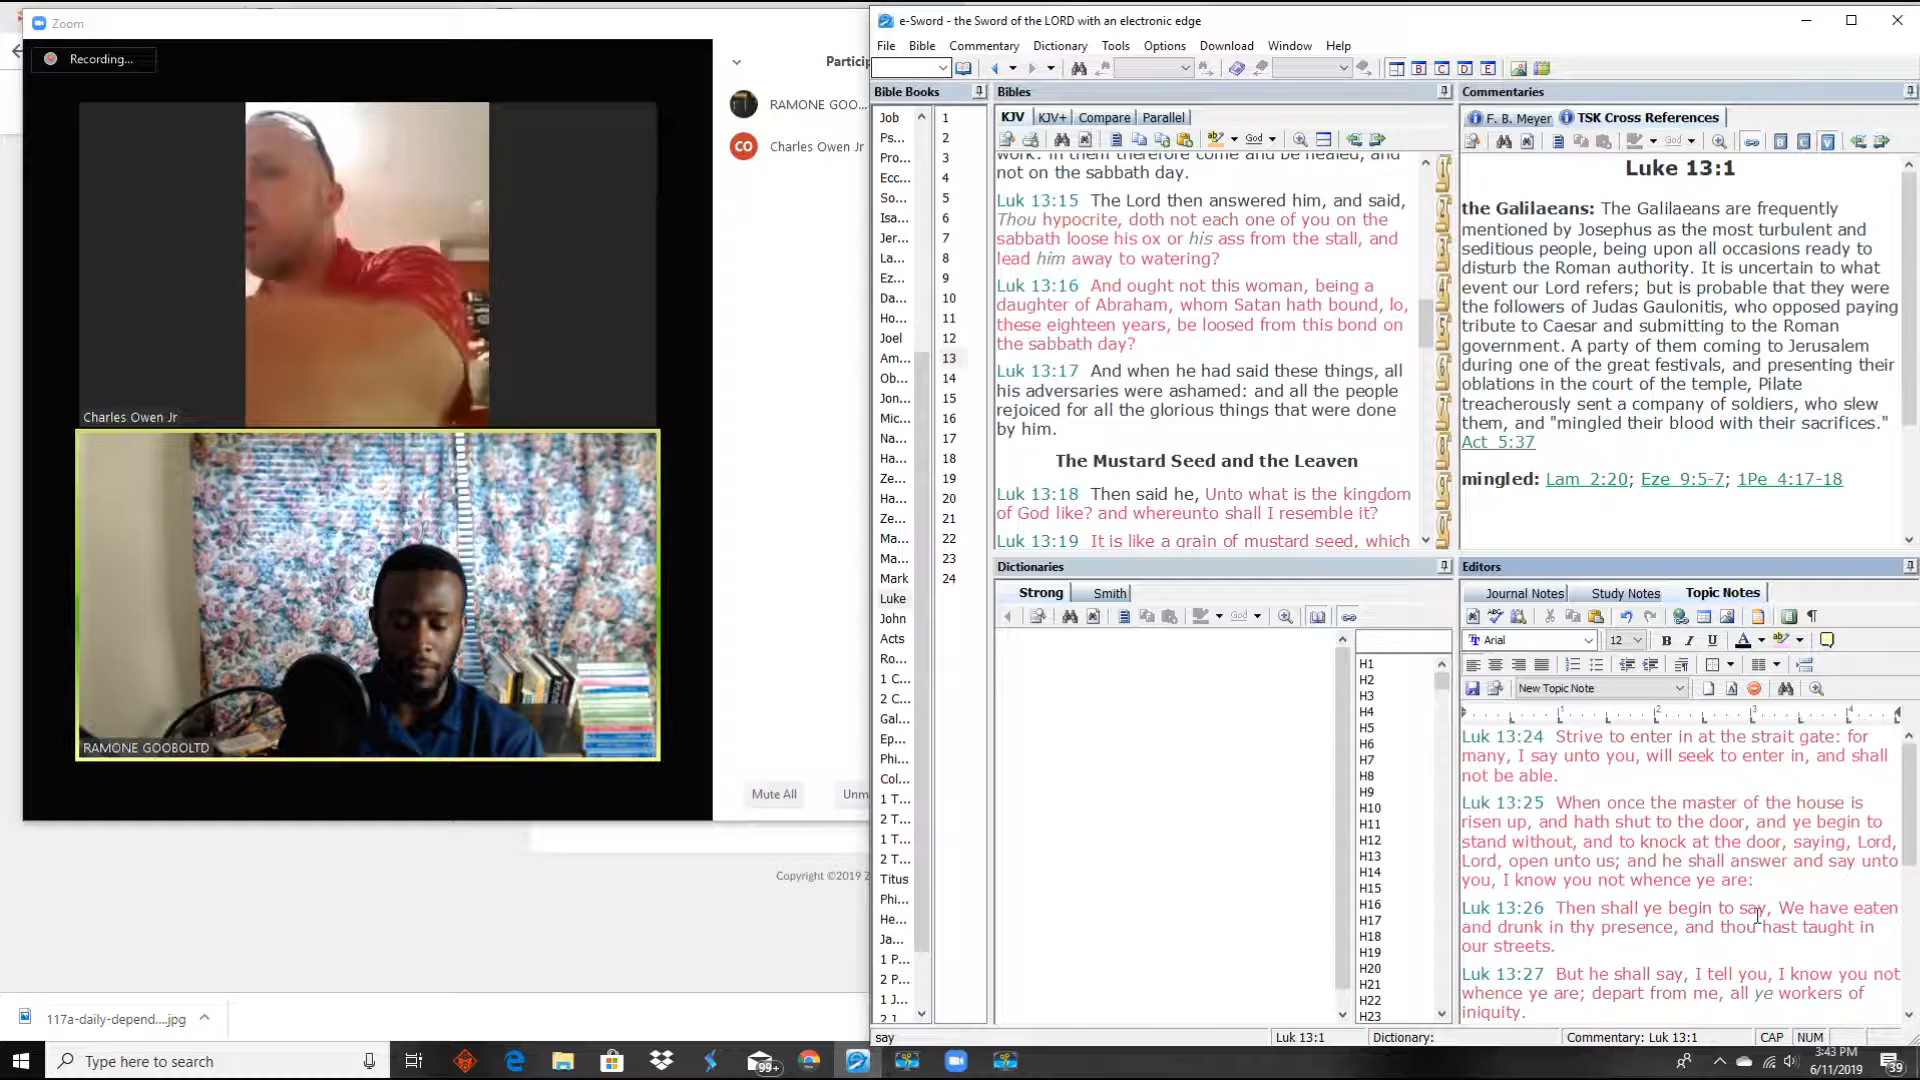 Zoom
Recording...
Charles Owen Jr
RAMONE GOOBOLTD
Particip
RAMONE GOO...
CO
Charles Owen Jr
Mute All
Unm
Copyright ©2019 Z
117a-daily-depend....jpg
e-Sword - the Sword of the LORD with an electronic edge
File Bible Commentary Dictionary Tools Options Download Window Help
B C D E
Bible Books
Job
Ps...
Pro...
Ecc...
So...
Isa...
Jer...
La...
Ez...
Da...
Ho...
Joel
Am...
Ob...
Jon...
Mic...
Na...
Ha...
Ze...
Ha...
Ze...
Ma...
Ma...
Mark
Luke
John
Acts
Ro...
1 C...
2 C...
Gal...
Ep...
Phi...
Col...
1 T...
2 T...
1 T...
2 T...
Titus
Phi...
He...
Ja...
1 P...
2 P...
1 J...
2 J
1
2
3
4
5
6
7
8
9
10
11
12
13
14
15
16
17
18
19
20
21
22
23
24
Bibles
KJV KJV+ Compare Parallel
God
work: in them therefore come and be healed, and
not on the sabbath day.
Luk 13:15 The Lord then answered him, and said,
Thou hypocrite, doth not each one of you on the
sabbath loose his ox or his ass from the stall, and
lead him away to watering?
Luk 13:16 And ought not this woman, being a
daughter of Abraham, whom Satan hath bound, lo,
these eighteen years, be loosed from this bond on
the sabbath day?
Luk 13:17 And when he had said these things, all
his adversaries were ashamed: and all the people
rejoiced for all the glorious things that were done
by him.
The Mustard Seed and the Leaven
Luk 13:18 Then said he, Unto what is the kingdom
of God like? and whereunto shall I resemble it?
Luk 13:19 It is like a grain of mustard seed, which
Commentaries
F. B. Meyer TSK Cross References
God
Luke 13:1
the Galilaeans: The Galilaeans are frequently
mentioned by Josephus as the most turbulent and
seditious people, being upon all occasions ready to
disturb the Roman authority. It is uncertain to what
event our Lord refers; but is probable that they were
the followers of Judas Gaulonitis, who opposed paying
tribute to Caesar and submitting to the Roman
government. A party of them coming to Jerusalem
during one of the great festivals, and presenting their
oblations in the court of the temple, Pilate
treacherously sent a company of soldiers, who slew
them, and "mingled their blood with their sacrifices."
Act_5:37
mingled: Lam_2:20; Eze_9:5-7; 1Pe_4:17-18
Dictionaries
Strong Smith
God
H1
H2
H3
H4
H5
H6
H7
H8
H9
H10
H11
H12
H13
H14
H15
H16
H17
H18
H19
H20
H21
H22
H23
Editors
Journal Notes Study Notes Topic Notes
Arial 12 B I U A
New Topic Note
1 2 3 4
Luk 13:24 Strive to enter in at the strait gate: for
many, I say unto you, will seek to enter in, and shall
not be able.
Luk 13:25 When once the master of the house is
risen up, and hath shut to the door, and ye begin to
stand without, and to knock at the door, saying, Lord,
Lord, open unto us; and he shall answer and say unto
you, I know you not whence ye are:
Luk 13:26 Then shall ye begin to say, We have eaten
and drunk in thy presence, and thou hast taught in
our streets.
Luk 13:27 But he shall say, I tell you, I know you not
whence ye are; depart from me, all ye workers of
iniquity.
say
Luk 13:1
Dictionary:
Commentary: Luk 13:1
CAP
NUM
Type here to search
99+
3:43 PM
6/11/2019
39